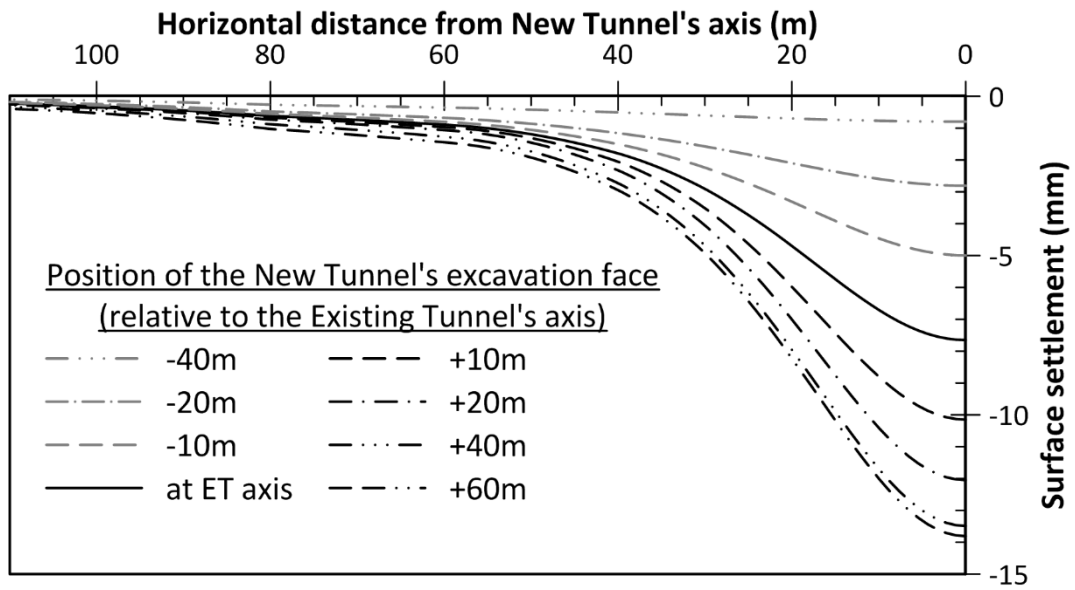 Horizontal distance from New Tunnel's axis (m)
100 80 60 40 20 0
0
-5
-10
-15
Surface settlement (mm)
Position of the New Tunnel's excavation face
(relative to the Existing Tunnel's axis)
-40m +10m
-20m +20m
-10m +40m
at ET axis +60m